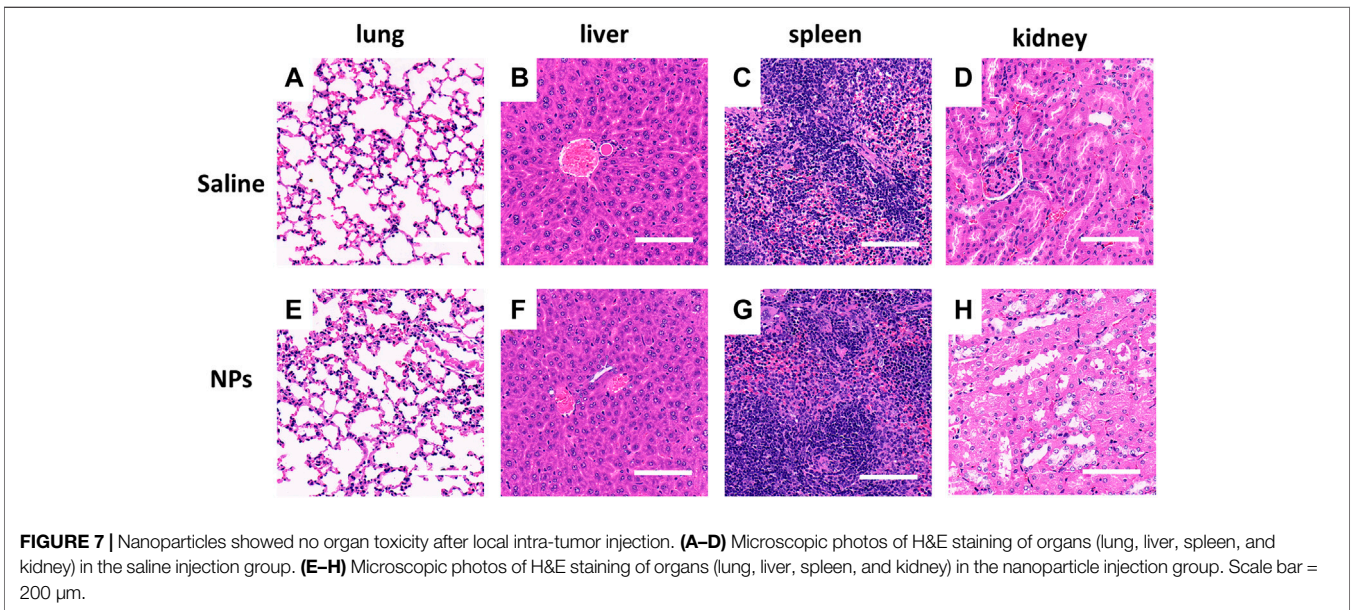 lung liver spleen kidney
A B C D
Saline
E F G H
NPs
FIGURE 7 | Nanoparticles showed no organ toxicity after local intra-tumor injection. (A–D) Microscopic photos of H&E staining of organs (lung, liver, spleen, and
kidney) in the saline injection group. (E–H) Microscopic photos of H&E staining of organs (lung, liver, spleen, and kidney) in the nanoparticle injection group. Scale bar =
200 μm.